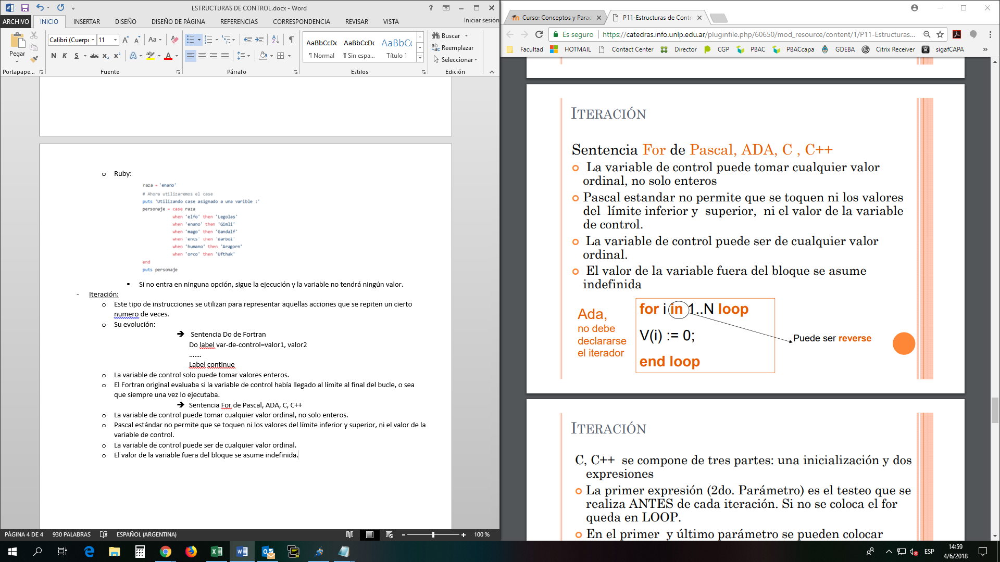 ESTRUCTURAS DE CONTROL.docx - Word
ARCHIVO INICIO INSERTAR DISEÑO DISEÑO DE PÁGINA REFERENCIAS CORRESPONDENCIA REVISAR VISTA Iniciar sesión
Pegar
Calibri (Cuerpo 11
AaBbCcDc AaBbCcDc AaBbCc
¶ Normal ¶ Sin espa... Título 1
Buscar
Reemplazar
Seleccionar
Portapape... Fuente Párrafo Estilos Edición
o Ruby:
raza = 'enano'
# Ahora utilizaremos el case
puts 'Utilizando case asignado a una varible :'
personaje = case raza
when 'elfo' then 'Legolas'
when 'enano' then 'Gimli'
when 'mago' then 'Gandalf'
when 'ents' then 'Barbol'
when 'humano' then 'Aragorn'
when 'orco' then 'Ufthak'
end
puts personaje
▪ Si no entra en ninguna opción, sigue la ejecución y la variable no tendrá ningún valor.
- Iteración:
o Este tipo de instrucciones se utilizan para representar aquellas acciones que se repiten un cierto
numero de veces.
o Su evolución:
➔ Sentencia Do de Fortran
Do label var-de-control=valor1, valor2
.......
Label continue
o La variable de control solo puede tomar valores enteros.
o El Fortran original evaluaba si la variable de control había llegado al límite al final del bucle, o sea
que siempre una vez lo ejecutaba.
➔ Sentencia For de Pascal, ADA, C, C++
o La variable de control puede tomar cualquier valor ordinal, no solo enteros.
o Pascal estándar no permite que se toquen ni los valores del límite inferior y superior, ni el valor de la
variable de control.
o La variable de control puede ser de cualquier valor ordinal.
o El valor de la variable fuera del bloque se asume indefinida.
PÁGINA 4 DE 4 930 PALABRAS ESPAÑOL (ARGENTINA) 100 %
Curso: Conceptos y Parac P11-Estructuras de Contr
Es seguro https://catedras.info.unlp.edu.ar/pluginfile.php/60650/mod_resource/content/1/P11-Estructuras...
Facultad HOTMAIL Contact Center Director CGP PBAC PBACcapa GDEBA Citrix Receiver sigafCAPA »
ITERACIÓN
Sentencia For de Pascal, ADA, C , C++
La variable de control puede tomar cualquier valor
ordinal, no solo enteros
Pascal estandar no permite que se toquen ni los valores
del límite inferior y superior, ni el valor de la variable
de control.
La variable de control puede ser de cualquier valor
ordinal.
El valor de la variable fuera del bloque se asume
indefinida
Ada,
no debe
declararse
el iterador
for i in 1..N loop
V(i) := 0;
end loop
Puede ser reverse
ITERACIÓN
C, C++ se compone de tres partes: una inicialización y dos
expresiones
La primer expresión (2do. Parámetro) es el testeo que se
realiza ANTES de cada iteración. Si no se coloca el for
queda en LOOP.
En el primer y último parámetro se pueden colocar
ESP
14:59
4/6/2018